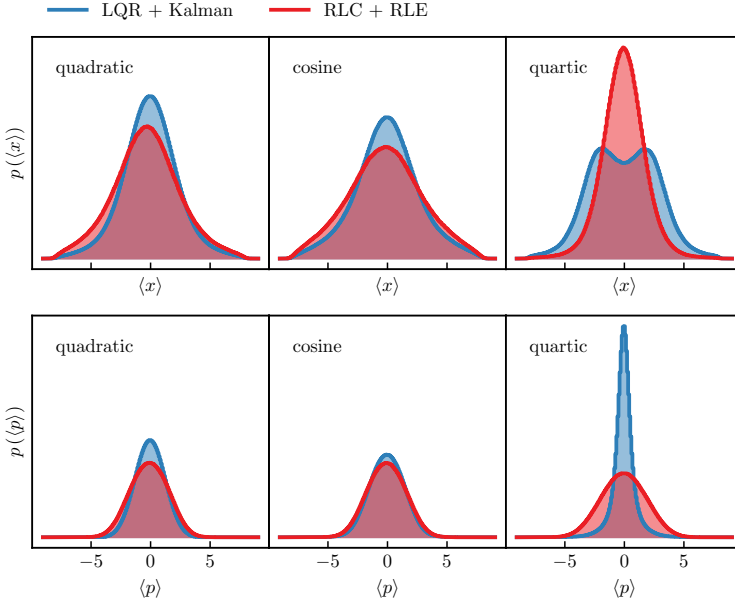 LQR + Kalman RLC + RLE
quadratic cosine quartic
p(⟨x⟩)
⟨x⟩ ⟨x⟩ ⟨x⟩
quadratic cosine quartic
p(⟨p⟩)
−5 0 5 −5 0 5 −5 0 5
⟨p⟩ ⟨p⟩ ⟨p⟩